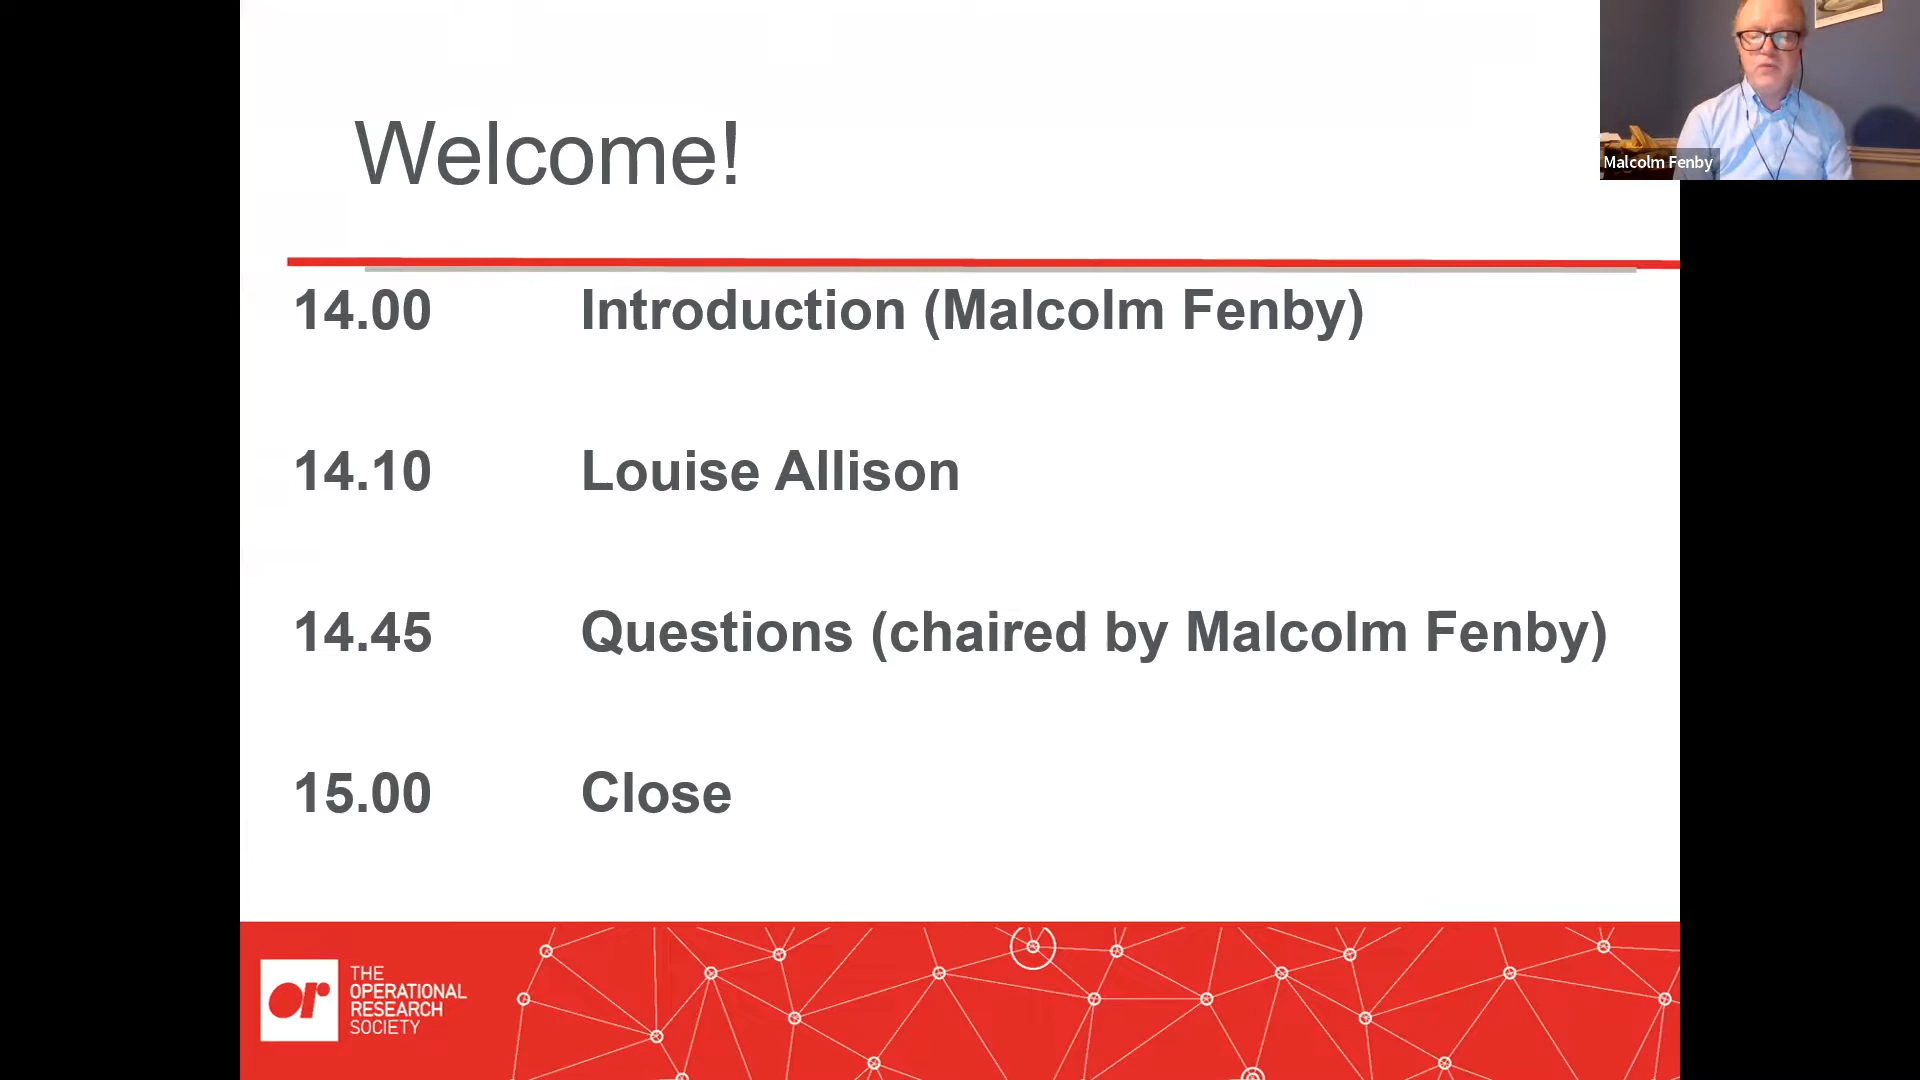 Welcome!
Malcolm Fenby
14.00 Introduction (Malcolm Fenby)
14.10 Louise Allison
14.45 Questions (chaired by Malcolm Fenby)
15.00 Close
or
THE
OPERATIONAL
RESEARCH
SOCIETY